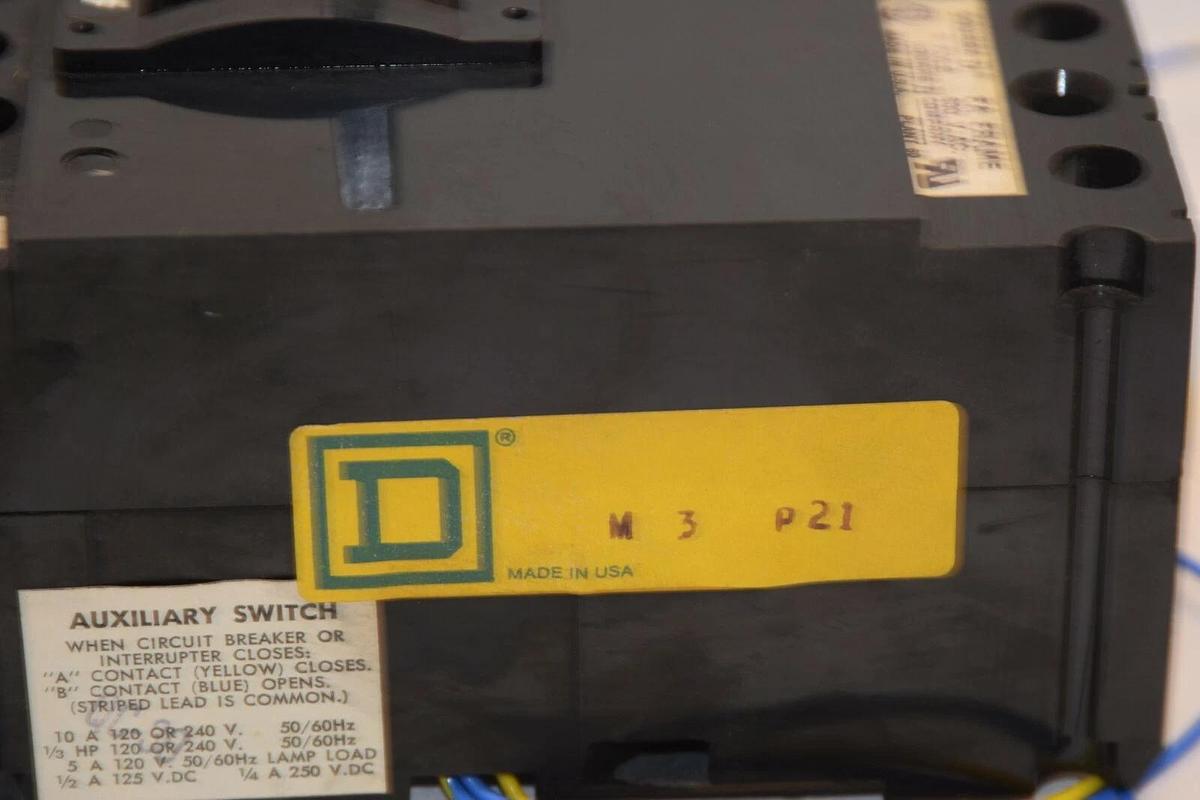 FA FRAME
D
®
M 3 P21
MADE IN USA
AUXILIARY SWITCH
WHEN CIRCUIT BREAKER OR
INTERRUPTER CLOSES:
"A" CONTACT (YELLOW) CLOSES.
"B" CONTACT (BLUE) OPENS.
(STRIPED LEAD IS COMMON.)
10 A 120 OR 240 V. 50/60Hz
1/3 HP 120 OR 240 V. 50/60Hz
5 A 120 V. 50/60Hz LAMP LOAD
1/2 A 125 V.DC 1/4 A 250 V.DC